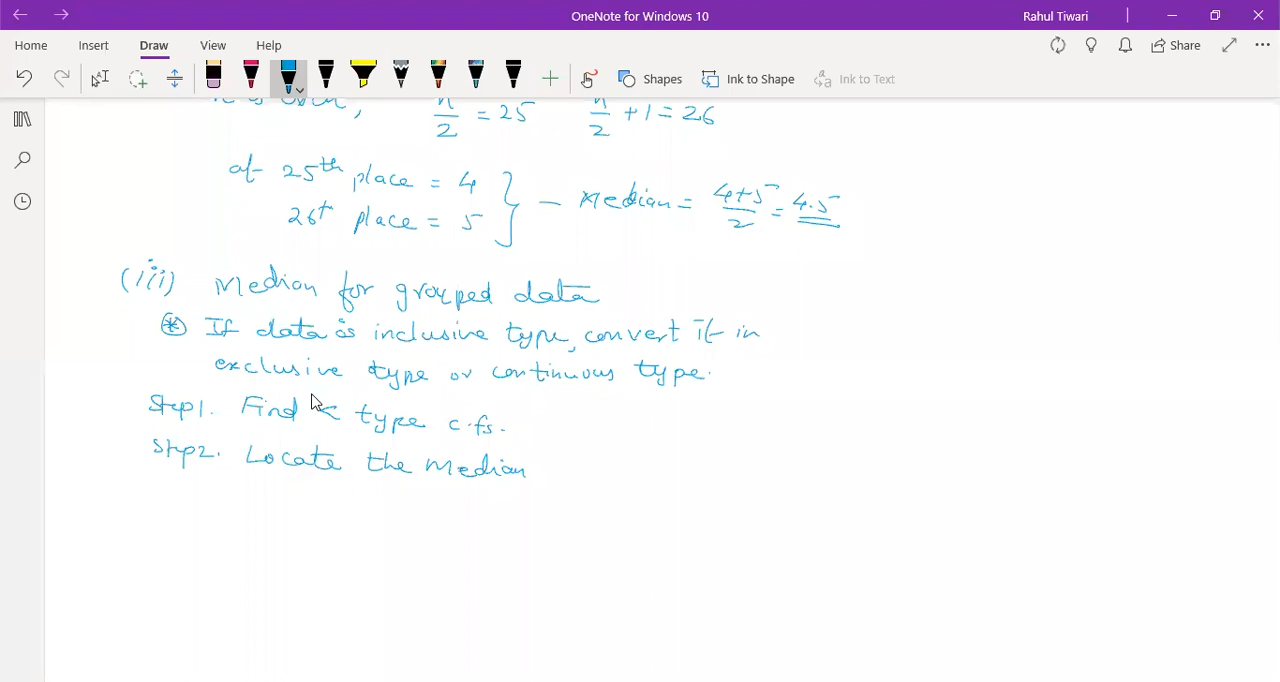 OneNote for Windows 10
Rahul Tiwari
Home Insert Draw View Help
Share
Shapes Ink to Shape Ink to Text
n is even, n/2 = 25 n/2 + 1 = 26
at 25th place = 4
26th place = 5
— Median = 4+5/2 = 4.5
(iii) Median for grouped data
* If data is inclusive type, convert it in
exclusive type or continuous type.
Step1. Find < type c.fs.
Step2. Locate the Median